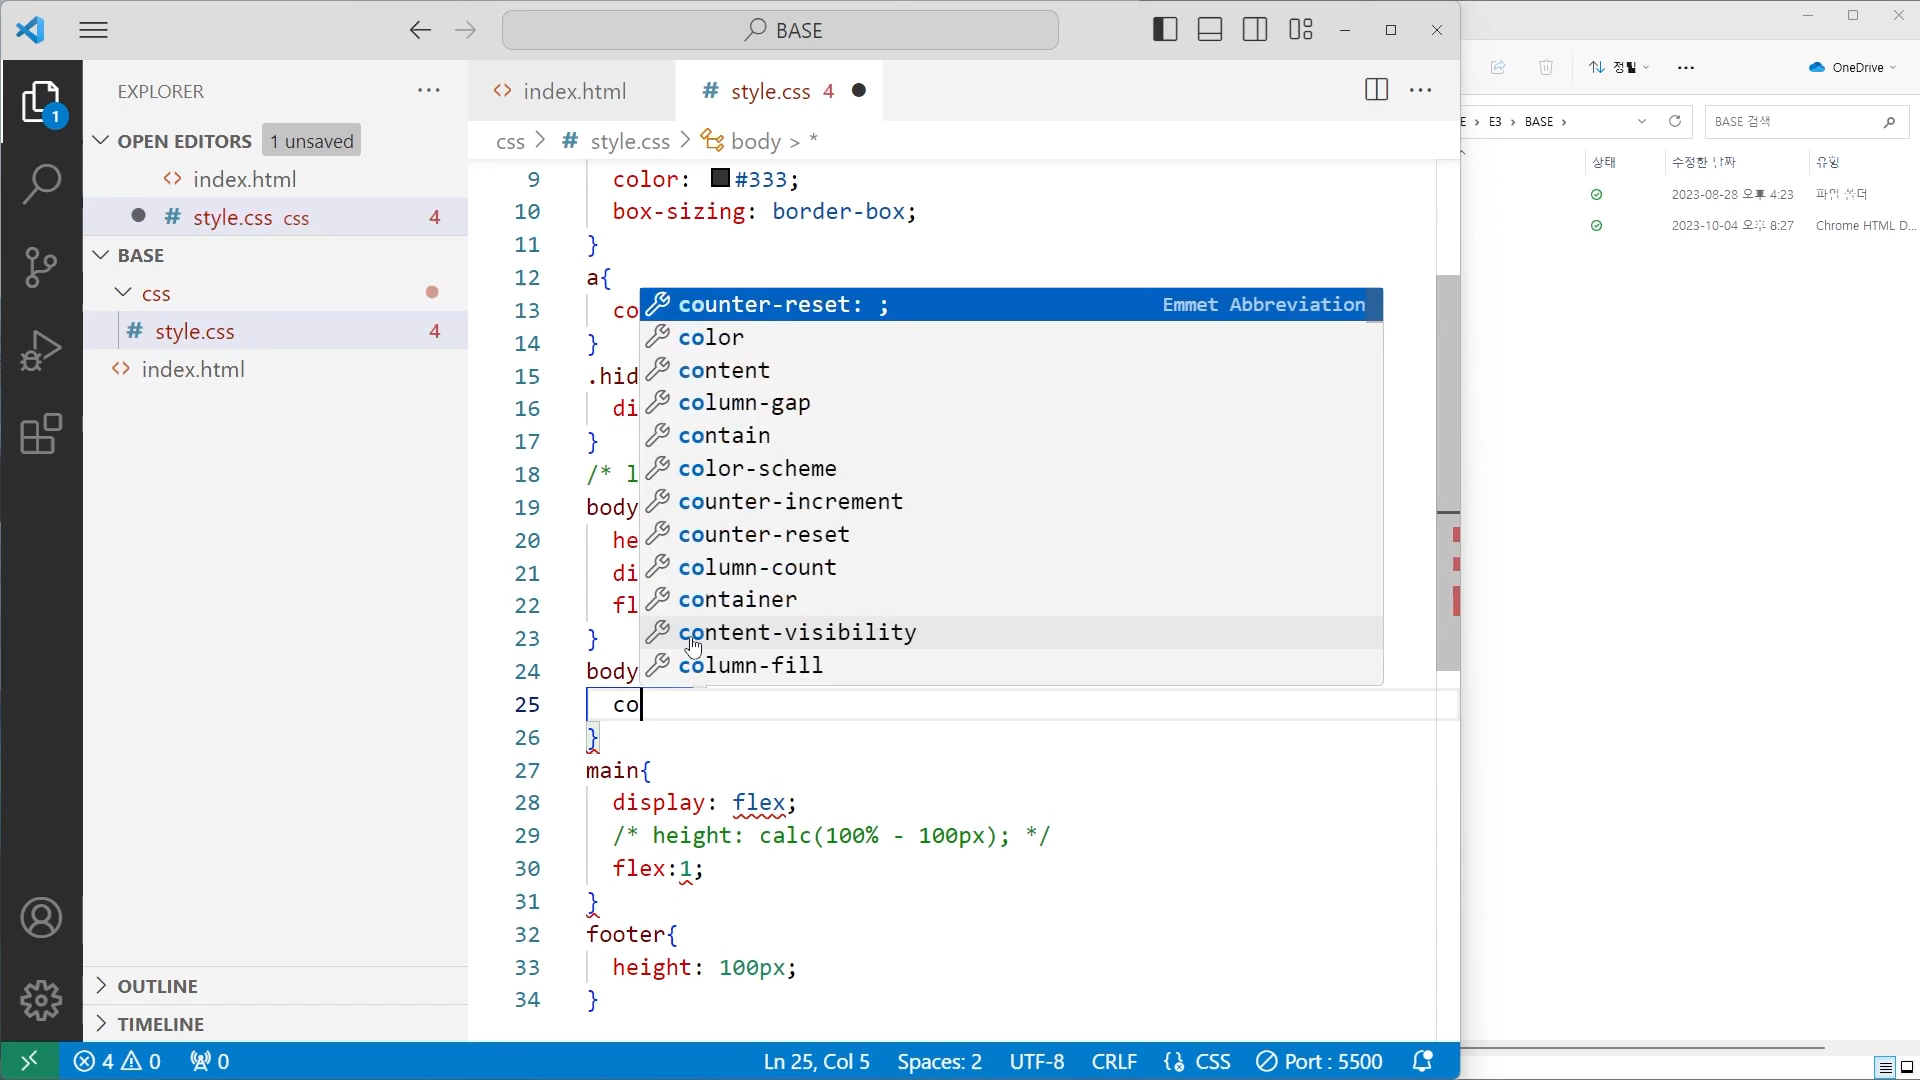 BASE
EXPLORER
OPEN EDITORS 1 unsaved
index.html
style.css css 4
BASE
css
style.css 4
index.html
OUTLINE
TIMELINE
index.html
style.css 4
css > style.css > body > *
9 color: #333;
10 box-sizing: border-box;
11 }
12 a{
13 co
14 }
15 .hid
16 di
17 }
18 /* l
19 body
20 he
21 di
22 fl
23 }
24 body
25 co
26 }
27 main{
28 display: flex;
29 /* height: calc(100% - 100px); */
30 flex:1;
31 }
32 footer{
33 height: 100px;
34 }
counter-reset: ; Emmet Abbreviation
color
content
column-gap
contain
color-scheme
counter-increment
counter-reset
column-count
container
content-visibility
column-fill
4 0 0 Ln 25, Col 5 Spaces: 2 UTF-8 CRLF CSS Port : 5500
1
OneDrive
E3 > BASE >
BASE 검색
상태 수정한 날짜 유형
2023-08-28 오후 4:23 파일 폴더
2023-10-04 오후 8:27 Chrome HTML D...